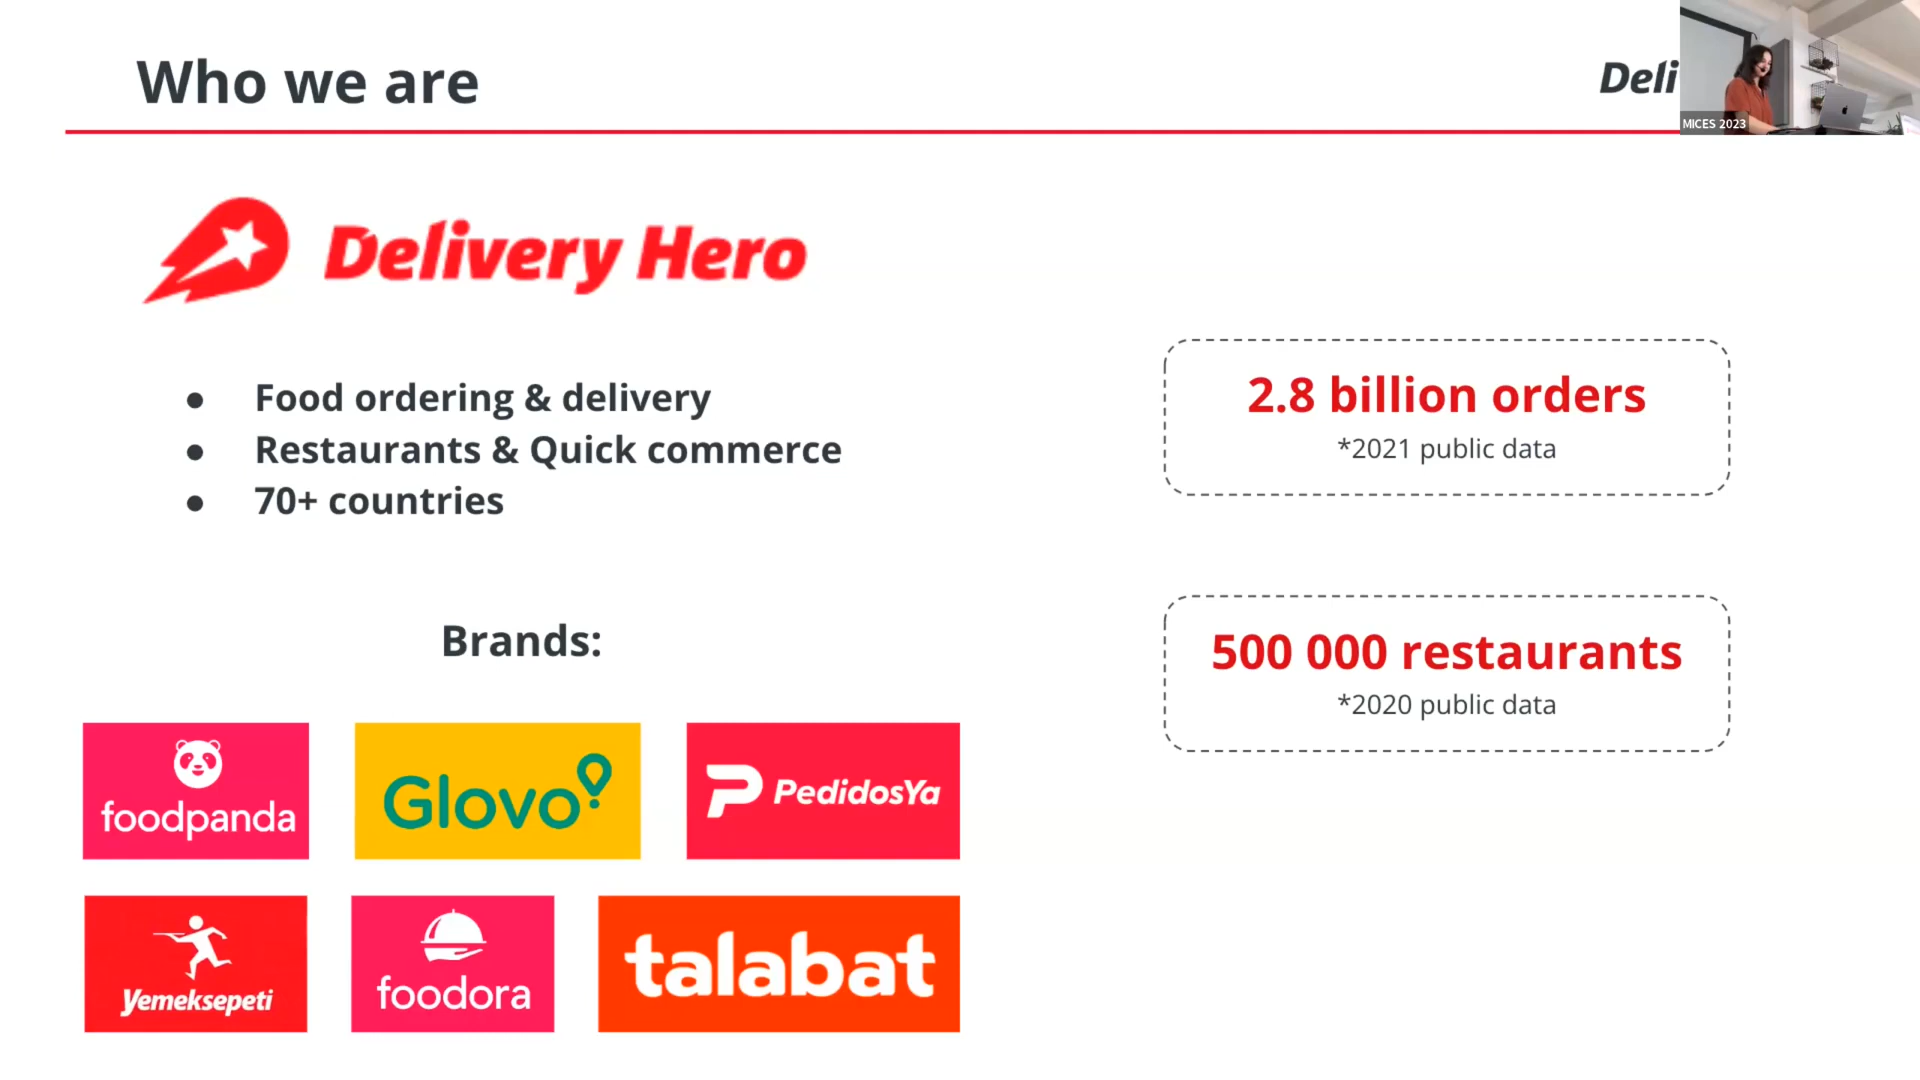 Who we are
Deli
MICES 2023
Delivery Hero
● Food ordering & delivery
● Restaurants & Quick commerce
● 70+ countries
2.8 billion orders
*2021 public data
500 000 restaurants
*2020 public data
Brands:
foodpanda
Glovo
PedidosYa
Yemeksepeti
foodora
talabat